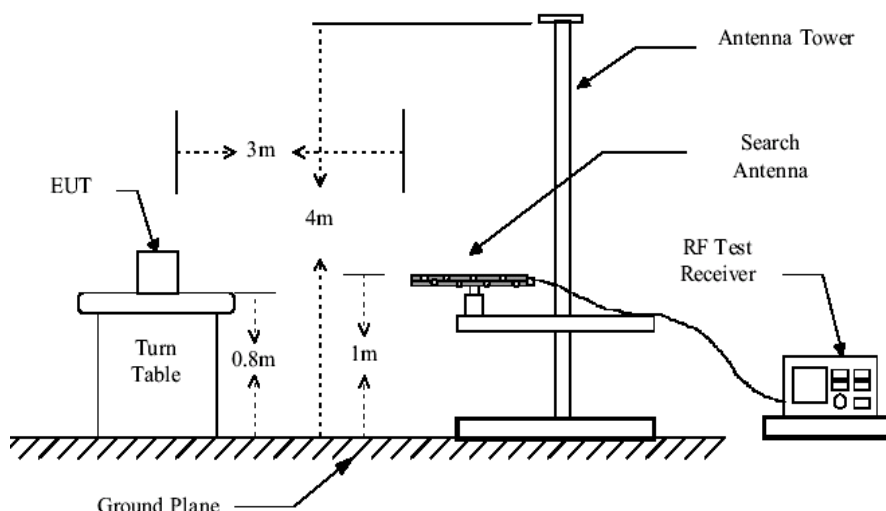 Antenna Tower
3m
Search
Antenna
EUT
4m
RF Test
Receiver
Turn
Table
0.8m
1m
Ground Plane